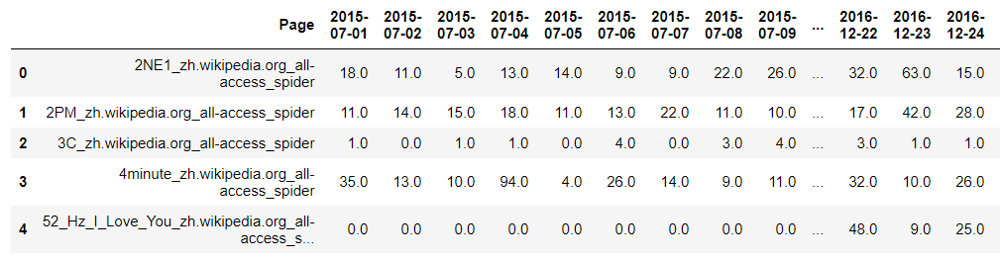 Page 2015-07-01 2015-07-02 2015-07-03 2015-07-04 2015-07-05 2015-07-06 2015-07-07 2015-07-08 2015-07-09 ... 2016-12-22 2016-12-23 2016-12-24
0 2NE1_zh.wikipedia.org_all-access_spider 18.0 11.0 5.0 13.0 14.0 9.0 9.0 22.0 26.0 ... 32.0 63.0 15.0
1 2PM_zh.wikipedia.org_all-access_spider 11.0 14.0 15.0 18.0 11.0 13.0 22.0 11.0 10.0 ... 17.0 42.0 28.0
2 3C_zh.wikipedia.org_all-access_spider 1.0 0.0 1.0 1.0 0.0 4.0 0.0 3.0 4.0 ... 3.0 1.0 1.0
3 4minute_zh.wikipedia.org_all-access_spider 35.0 13.0 10.0 94.0 4.0 26.0 14.0 9.0 11.0 ... 32.0 10.0 26.0
4 52_Hz_I_Love_You_zh.wikipedia.org_all-access_s... 0.0 0.0 0.0 0.0 0.0 0.0 0.0 0.0 0.0 ... 48.0 9.0 25.0